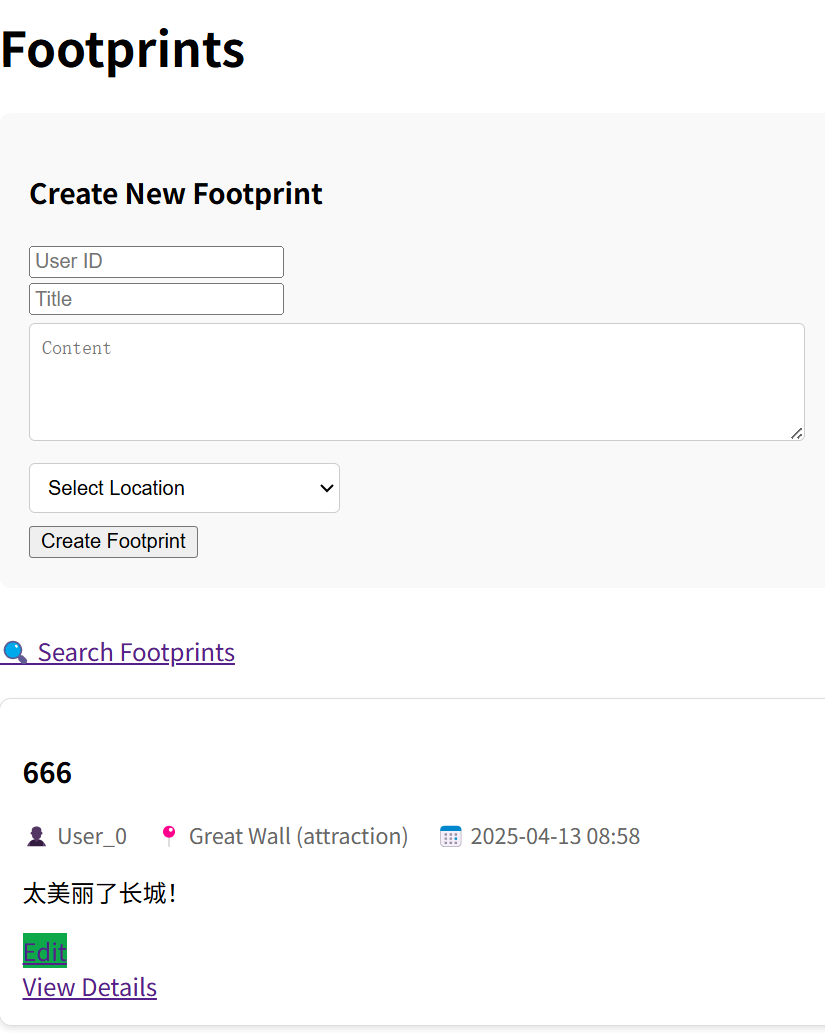 Footprints
Create New Footprint
User ID
Title
Content
Select Location
Create Footprint
Search Footprints
666
User_0 Great Wall (attraction) 2025-04-13 08:58
太美丽了长城！
Edit
View Details